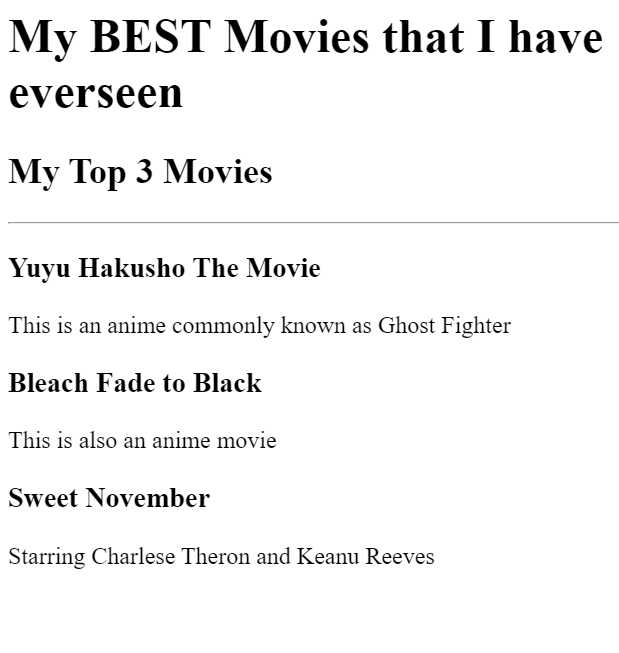 My BEST Movies that I have
everseen
My Top 3 Movies
Yuyu Hakusho The Movie
This is an anime commonly known as Ghost Fighter
Bleach Fade to Black
This is also an anime movie
Sweet November
Starring Charlese Theron and Keanu Reeves